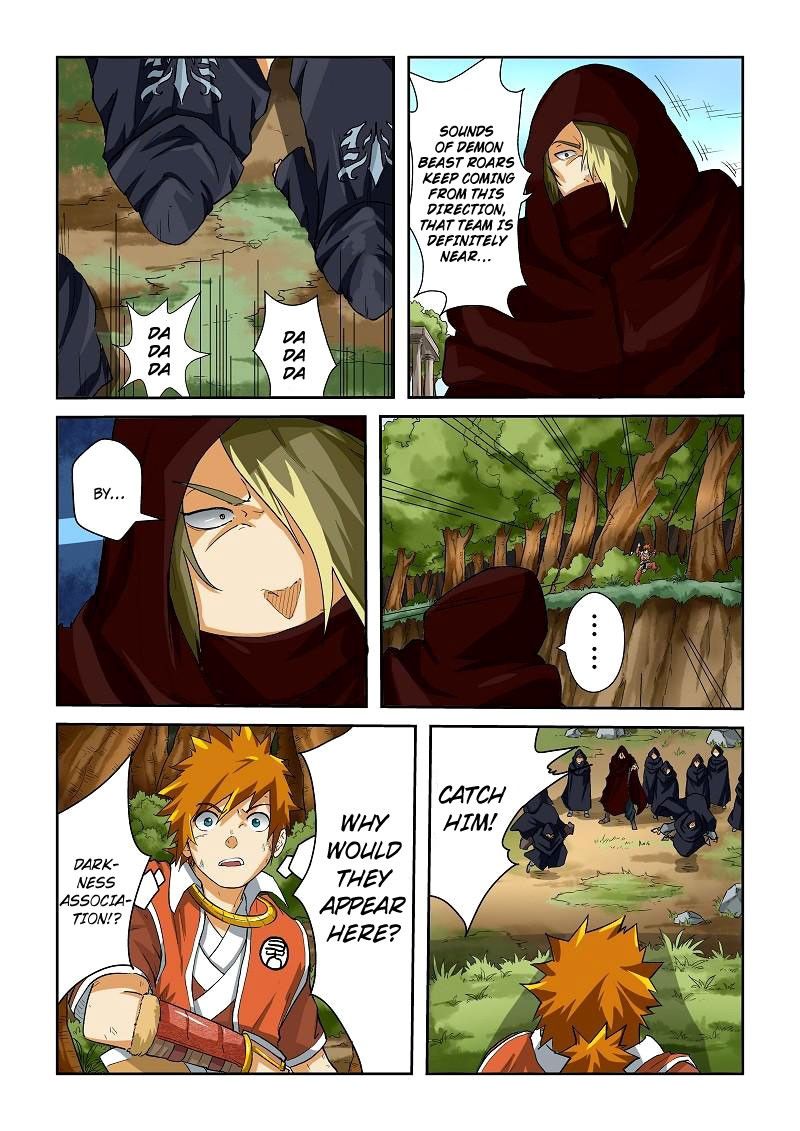 SOUNDS
OF DEMON
BEAST ROARS
KEEP COMING
FROM THIS
DIRECTION,
THAT TEAM IS
DEFINITELY
NEAR...
DA
DA
DA
DA
DA
DA
BY...
......
DARK-
NESS
ASSOCIA-
TION!?
WHY
WOULD
THEY
APPEAR
HERE?
CATCH
HIM!
灵